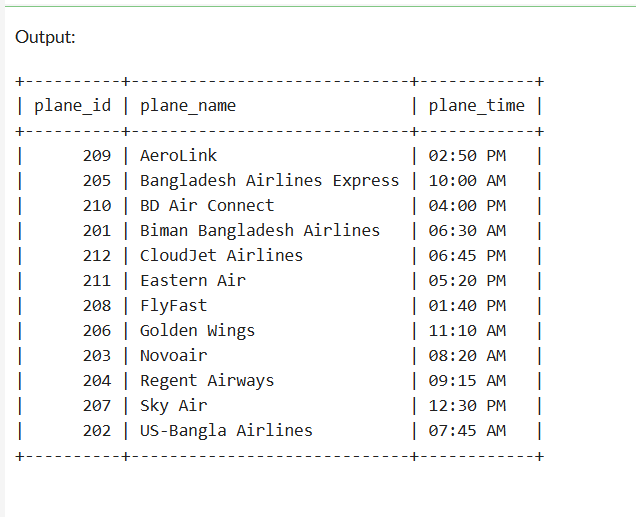 Output:
+----------+-----------------------------+------------+
| plane_id | plane_name                  | plane_time |
+----------+-----------------------------+------------+
|      209 | AeroLink                    | 02:50 PM   |
|      205 | Bangladesh Airlines Express | 10:00 AM   |
|      210 | BD Air Connect              | 04:00 PM   |
|      201 | Biman Bangladesh Airlines   | 06:30 AM   |
|      212 | CloudJet Airlines           | 06:45 PM   |
|      211 | Eastern Air                 | 05:20 PM   |
|      208 | FlyFast                     | 01:40 PM   |
|      206 | Golden Wings                | 11:10 AM   |
|      203 | Novoair                     | 08:20 AM   |
|      204 | Regent Airways              | 09:15 AM   |
|      207 | Sky Air                     | 12:30 PM   |
|      202 | US-Bangla Airlines          | 07:45 AM   |
+----------+-----------------------------+------------+